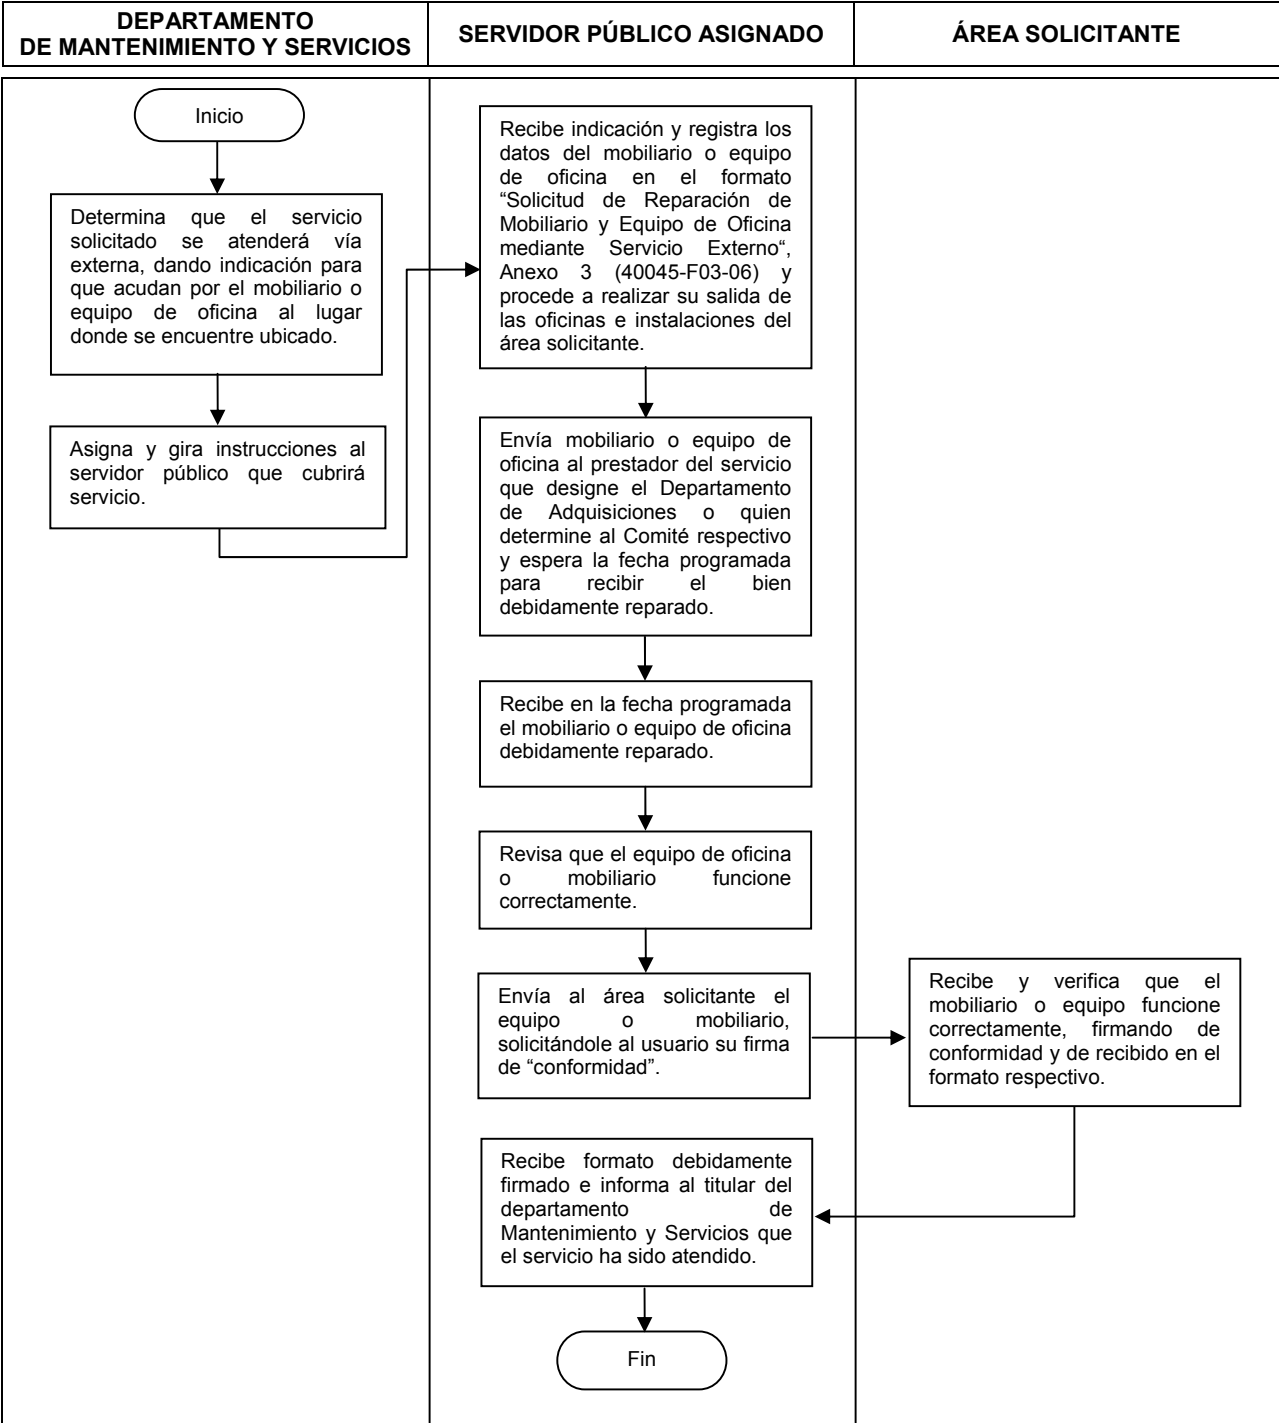 DEPARTAMENTO
DE MANTENIMIENTO Y SERVICIOS
SERVIDOR PÚBLICO ASIGNADO
ÁREA SOLICITANTE
Inicio
Determina que el servicio
solicitado se atenderá vía
externa, dando indicación para
que acudan por el mobiliario o
equipo de oficina al lugar
donde se encuentre ubicado.
Asigna y gira instrucciones al
servidor público que cubrirá
servicio.
Recibe indicación y registra los
datos del mobiliario o equipo
de oficina en el formato
“Solicitud de Reparación de
Mobiliario y Equipo de Oficina
mediante Servicio Externo“,
Anexo 3 (40045-F03-06) y
procede a realizar su salida de
las oficinas e instalaciones del
área solicitante.
Envía mobiliario o equipo de
oficina al prestador del servicio
que designe el Departamento
de Adquisiciones o quien
determine al Comité respectivo
y espera la fecha programada
para recibir el bien
debidamente reparado.
Recibe en la fecha programada
el mobiliario o equipo de oficina
debidamente reparado.
Revisa que el equipo de oficina
o mobiliario funcione
correctamente.
Envía al área solicitante el
equipo o mobiliario,
solicitándole al usuario su firma
de “conformidad”.
Recibe y verifica que el
mobiliario o equipo funcione
correctamente, firmando de
conformidad y de recibido en el
formato respectivo.
Recibe formato debidamente
firmado e informa al titular del
departamento de
Mantenimiento y Servicios que
el servicio ha sido atendido.
Fin